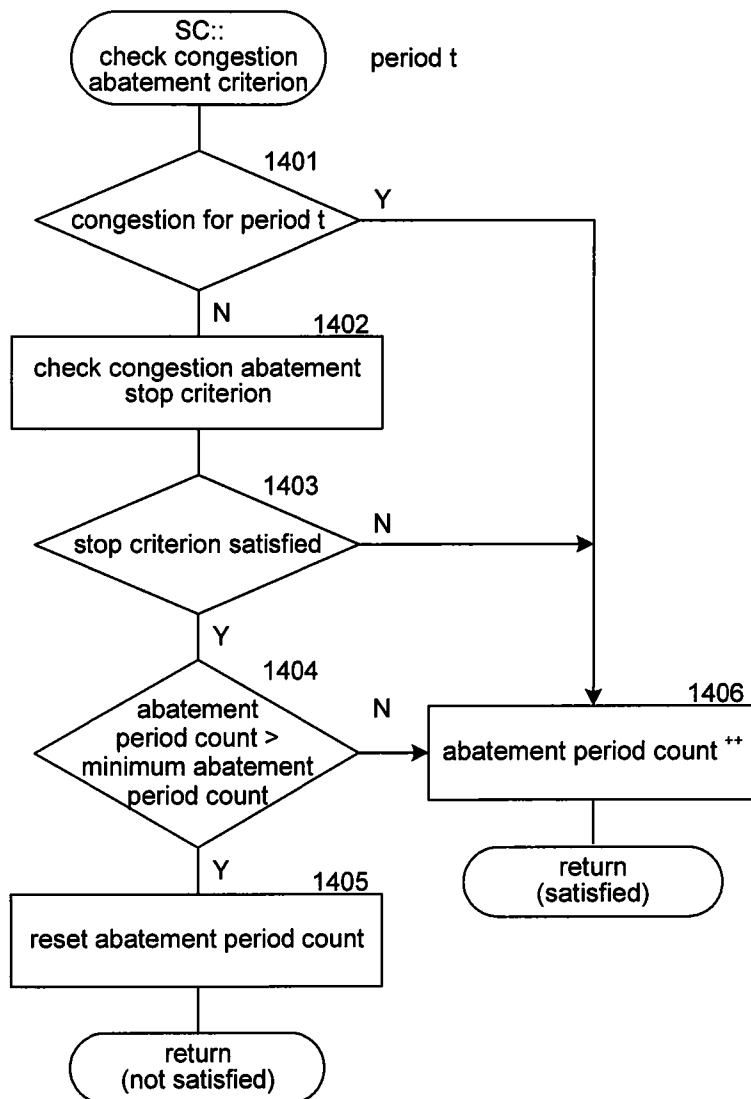 SC::
check congestion
abatement criterion
period t
1401
congestion for period t
Y
N
1402
check congestion abatement
stop criterion
1403
stop criterion satisfied
N
Y
1404
abatement
period count >
minimum abatement
period count
N
Y
1406
abatement period count ++
return
(satisfied)
1405
reset abatement period count
return
(not satisfied)